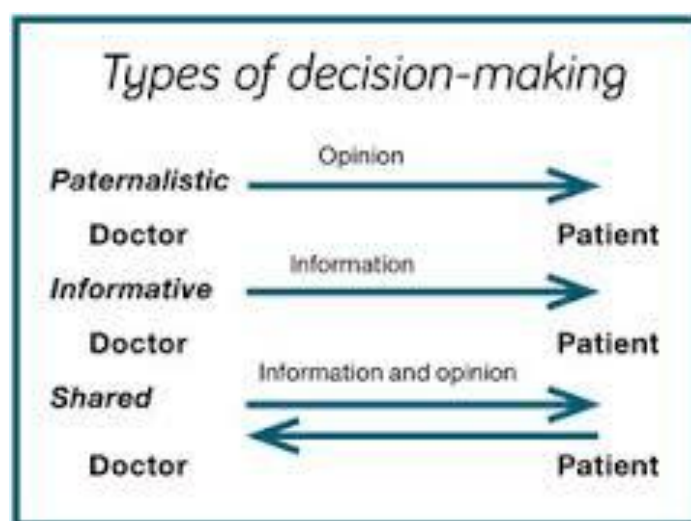 Types of decision-making
Opinion
Paternalistic
Doctor Patient
Information
Informative
Doctor Patient
Information and opinion
Shared
Doctor Patient